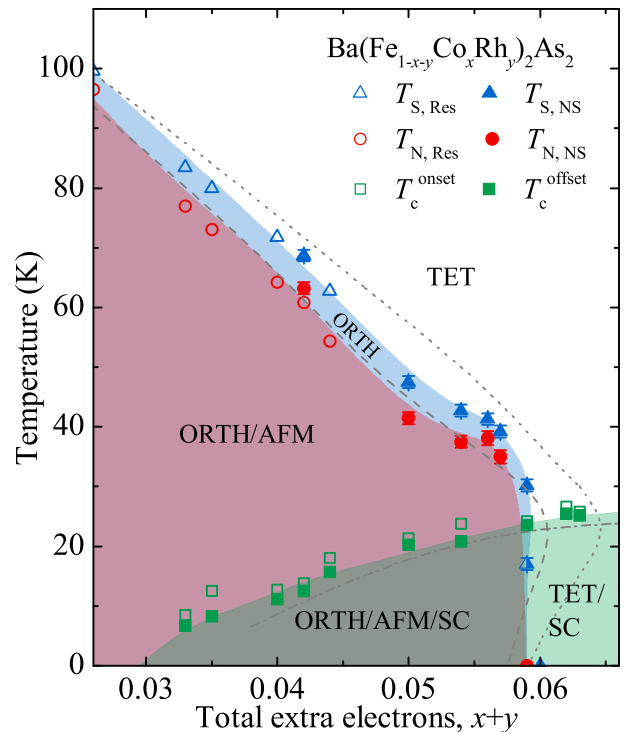 Ba(Fe1-x-yCoxRhy)2As2
TS, Res TS, NS
TN, Res TN, NS
Tc onset Tc offset
100
80
60
40
20
0
Temperature (K)
TET
ORTH
ORTH/AFM
ORTH/AFM/SC
TET/
SC
0.03 0.04 0.05 0.06
Total extra electrons, x+y